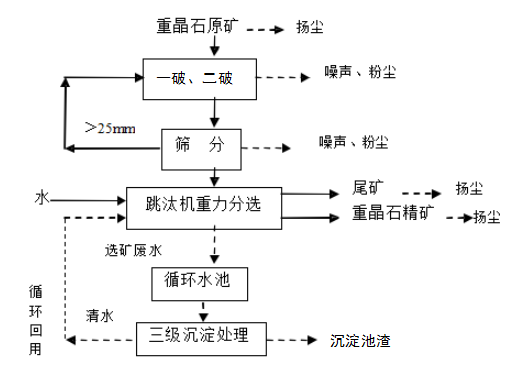 重晶石原矿
扬尘
一破、二破
噪声、粉尘
>25mm
筛 分
噪声、粉尘
水
跳汰机重力分选
尾矿
扬尘
重晶石精矿
扬尘
选矿废水
循环水池
循环回用
清水
三级沉淀处理
沉淀池渣